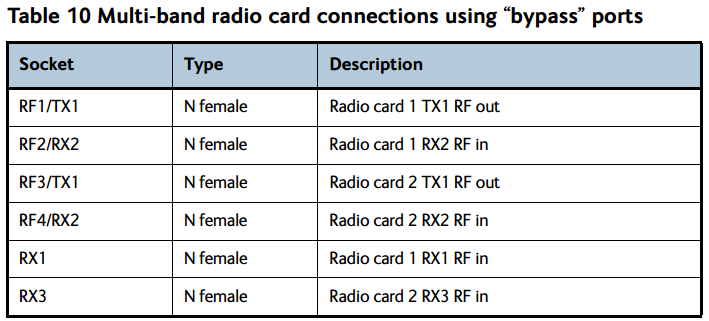 Table 10 Multi-band radio card connections using “bypass” ports
Socket Type Description
RF1/TX1 N female Radio card 1 TX1 RF out
RF2/RX2 N female Radio card 1 RX2 RF in
RF3/TX1 N female Radio card 2 TX1 RF out
RF4/RX2 N female Radio card 2 RX2 RF in
RX1 N female Radio card 1 RX1 RF in
RX3 N female Radio card 2 RX3 RF in